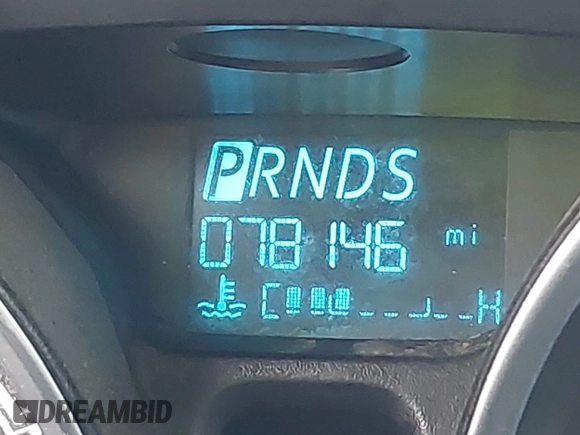 PRNDS
078146 mi
C H
DREAMBID